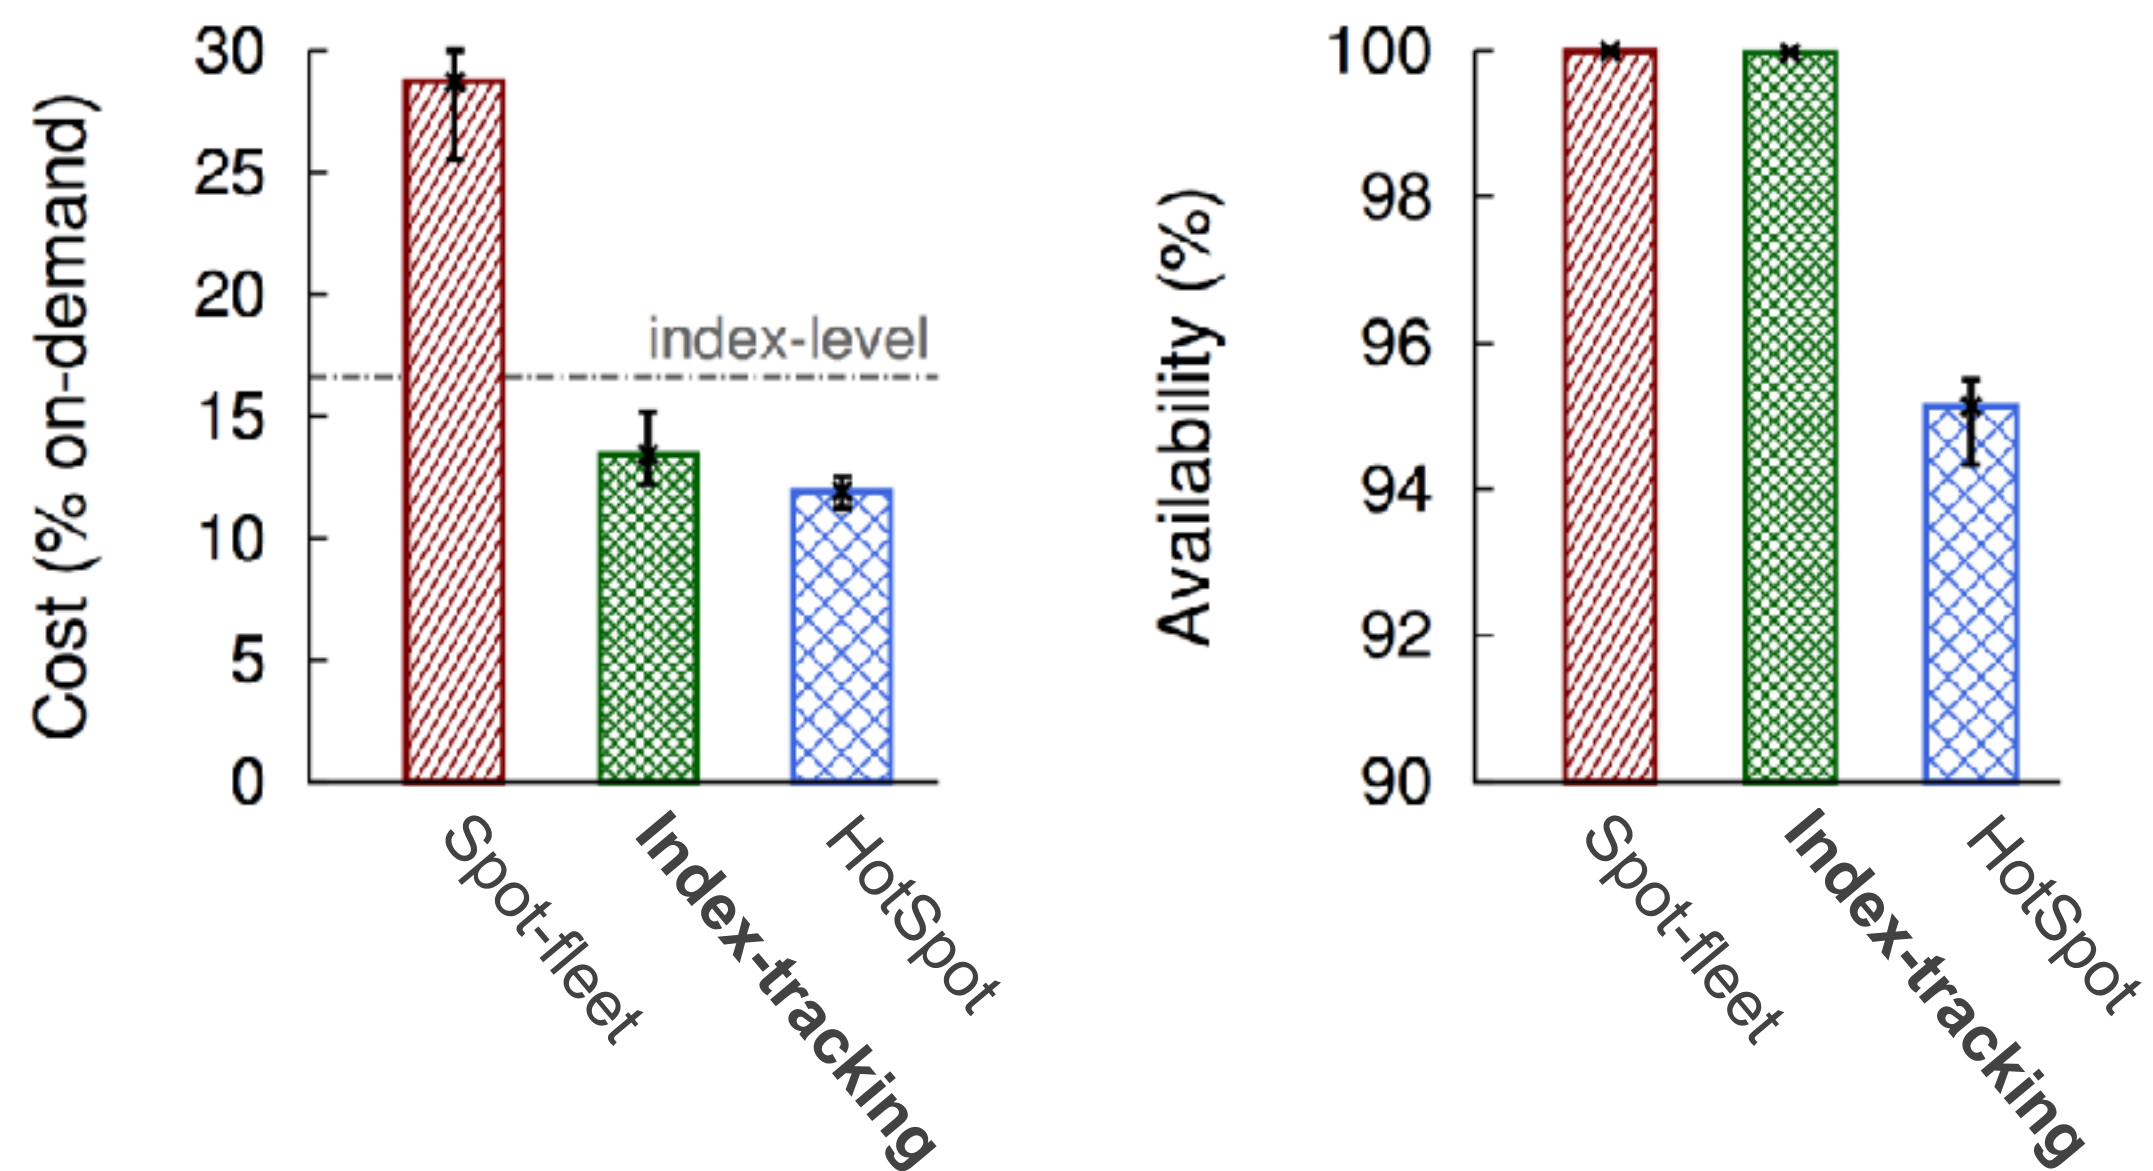 Cost (% on-demand)
30
25
20
15
10
5
0
index-level
Spot-fleet
Index-tracking
HotSpot
Availability (%)
100
98
96
94
92
90
Spot-fleet
Index-tracking
HotSpot